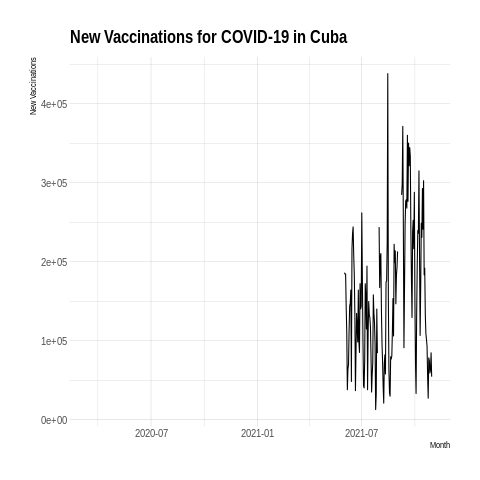 New Vaccinations for COVID-19 in Cuba
New Vaccinations
4e+05
3e+05
2e+05
1e+05
0e+00
2020-07
2021-01
2021-07
Month